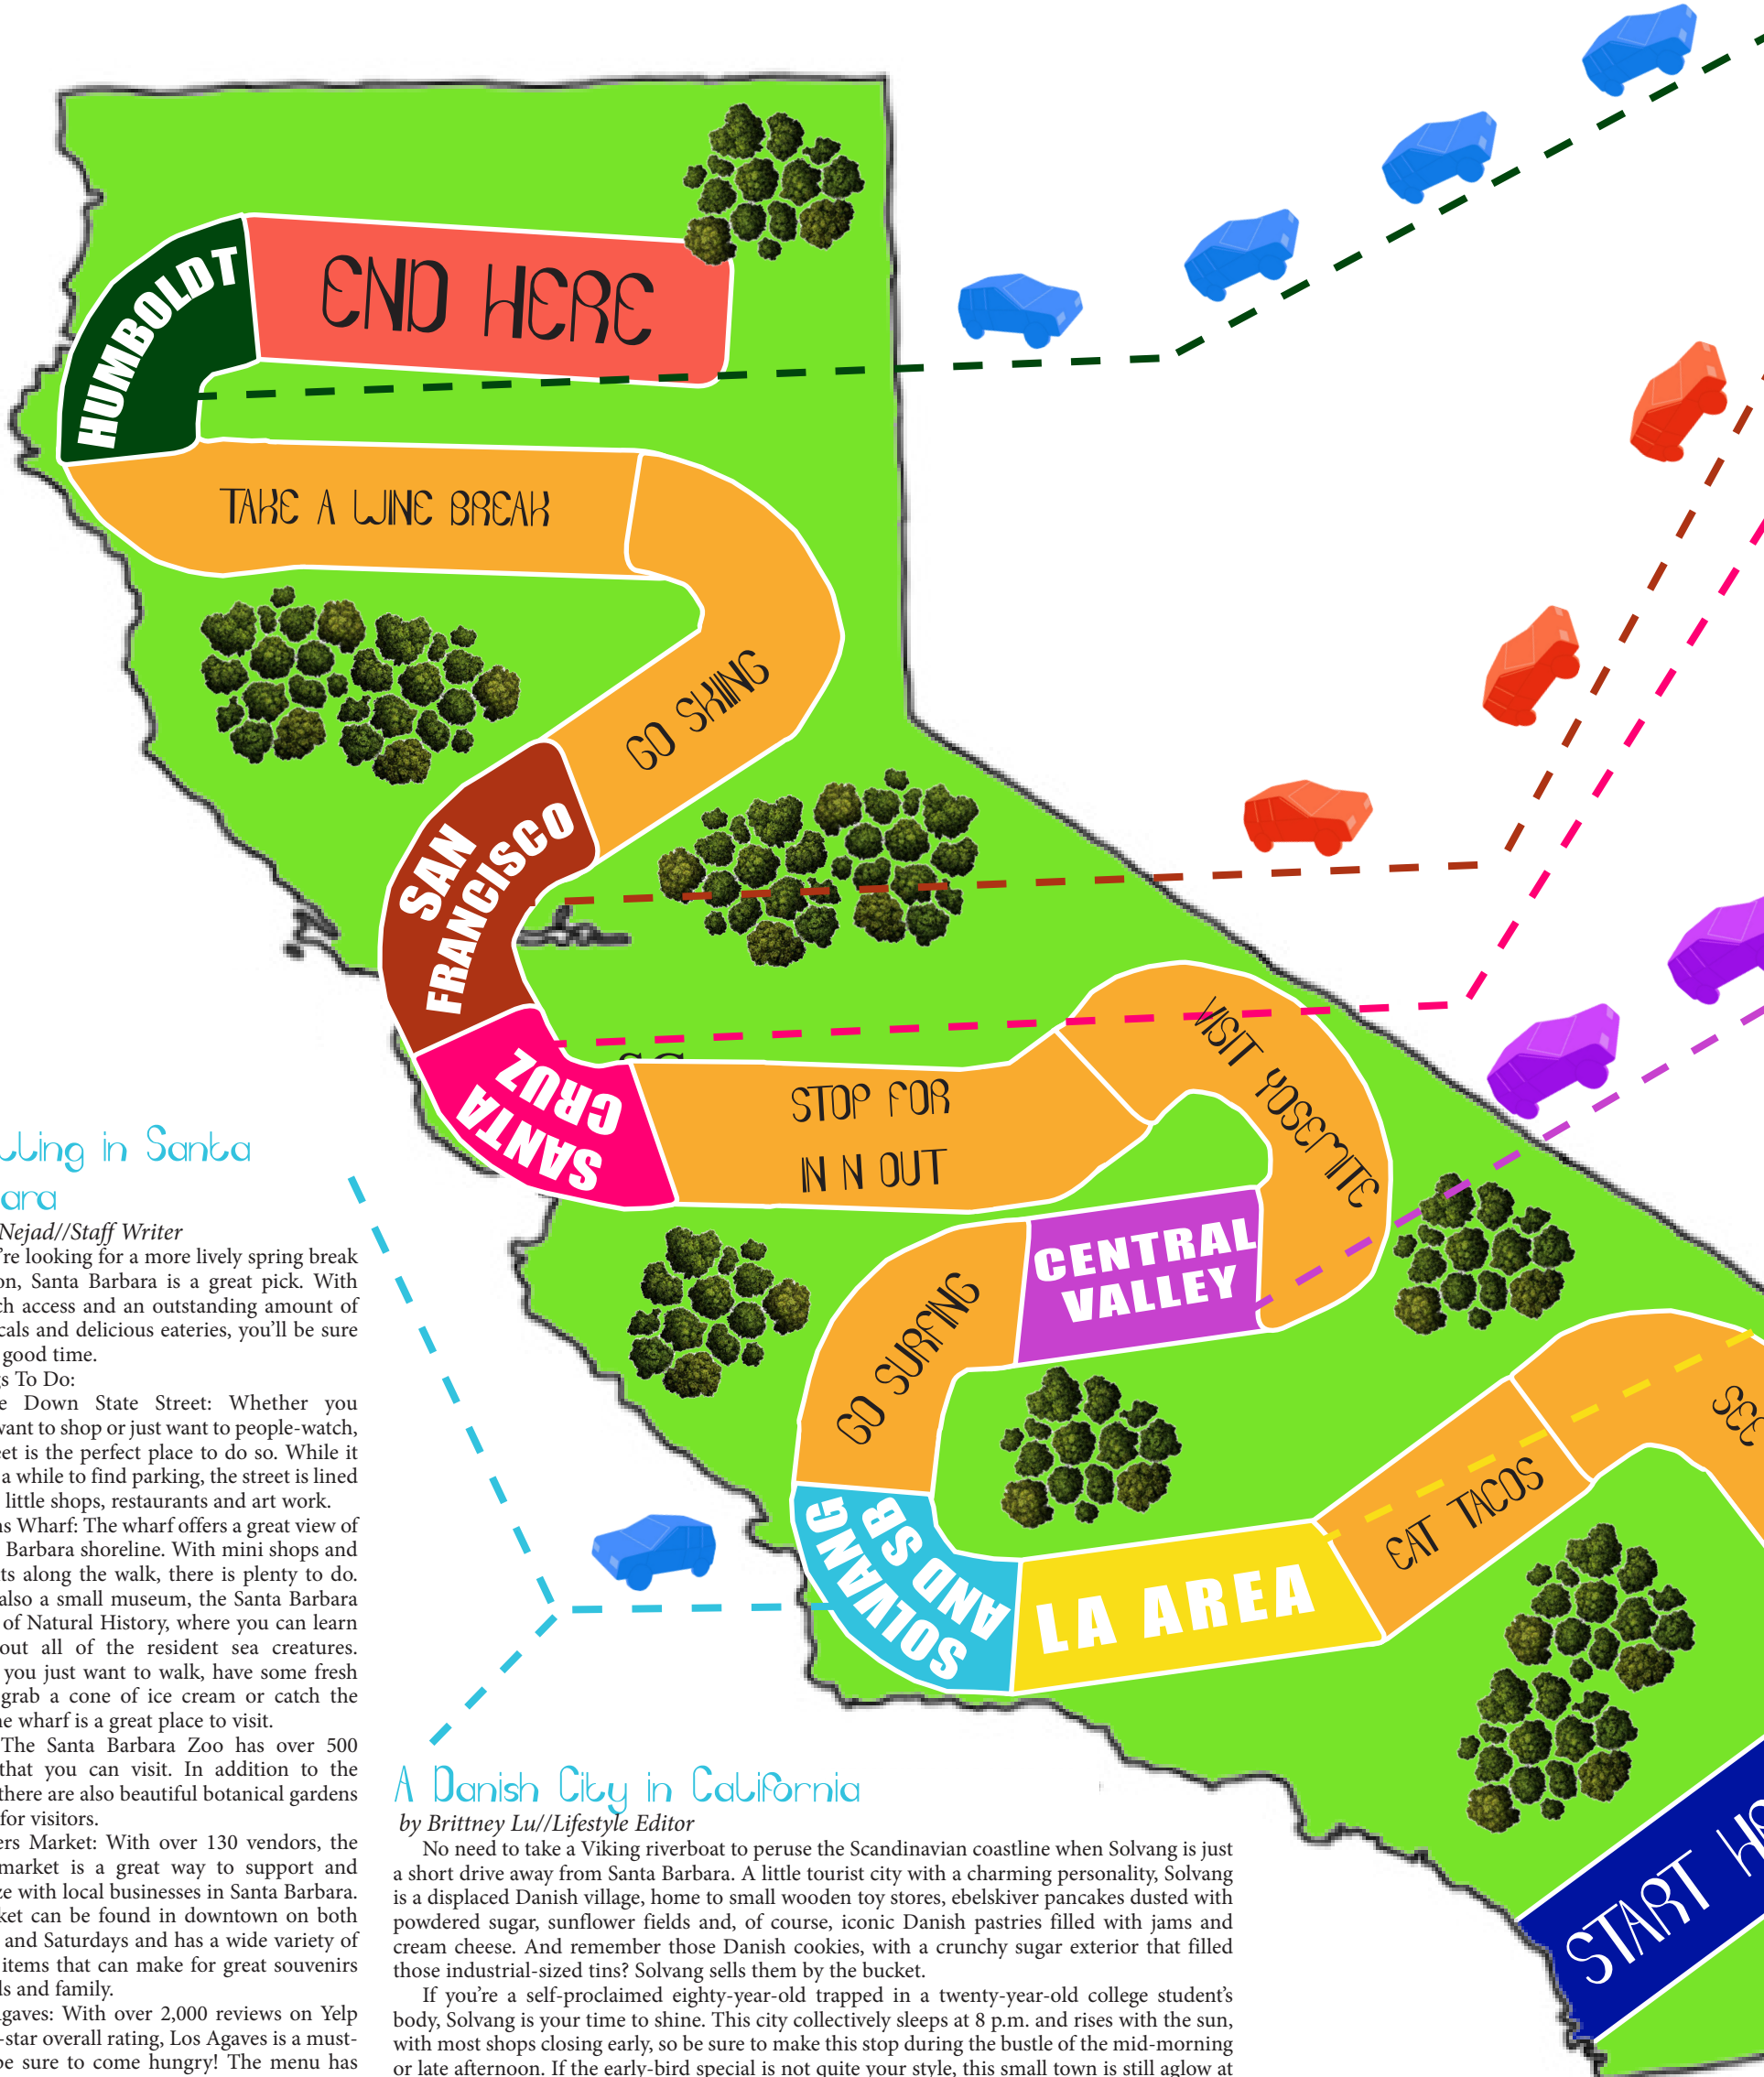 HUMBOLDT
END HERE
TAKE A WINE BREAK
GO SKIING
SAN
FRANCISCO
SANTA
CRUZ
STOP FOR
IN N OUT
VISIT YOSEMITE
CENTRAL
VALLEY
GO SURFING
SOLVANG
AND SB
LA AREA
EAT TACOS
SEE
START
in Santa
Nejad//Staff Writer
looking for a more lively spring break
Santa Barbara is a great pick. With
access and an outstanding amount of
and delicious eateries, you'll be sure
good time.
To Do:
Down State Street: Whether you
want to shop or just want to people-watch,
is the perfect place to do so. While it
a while to find parking, the street is lined
little shops, restaurants and art work.
Wharf: The wharf offers a great view of
Barbara shoreline. With mini shops and
along the walk, there is plenty to do.
also a small museum, the Santa Barbara
of Natural History, where you can learn
out all of the resident sea creatures.
you just want to walk, have some fresh
grab a cone of ice cream or catch the
wharf is a great place to visit.
The Santa Barbara Zoo has over 500
that you can visit. In addition to the
there are also beautiful botanical gardens
for visitors.
Market: With over 130 vendors, the
market is a great way to support and
with local businesses in Santa Barbara.
can be found in downtown on both
and Saturdays and has a wide variety of
items that can make for great souvenirs
and family.
With over 2,000 reviews on Yelp
-star overall rating, Los Agaves is a must-
be sure to come hungry! The menu has
A Danish City in California
by Brittney Lu//Lifestyle Editor
No need to take a Viking riverboat to peruse the Scandinavian coastline when Solvang is just
a short drive away from Santa Barbara. A little tourist city with a charming personality, Solvang
is a displaced Danish village, home to small wooden toy stores, ebelskiver pancakes dusted with
powdered sugar, sunflower fields and, of course, iconic Danish pastries filled with jams and
cream cheese. And remember those Danish cookies, with a crunchy sugar exterior that filled
those industrial-sized tins? Solvang sells them by the bucket.
If you're a self-proclaimed eighty-year-old trapped in a twenty-year-old college student's
body, Solvang is your time to shine. This city collectively sleeps at 8 p.m. and rises with the sun,
with most shops closing early, so be sure to make this stop during the bustle of the mid-morning
or late afternoon. If the early-bird special is not quite your style, this small town is still aglow at